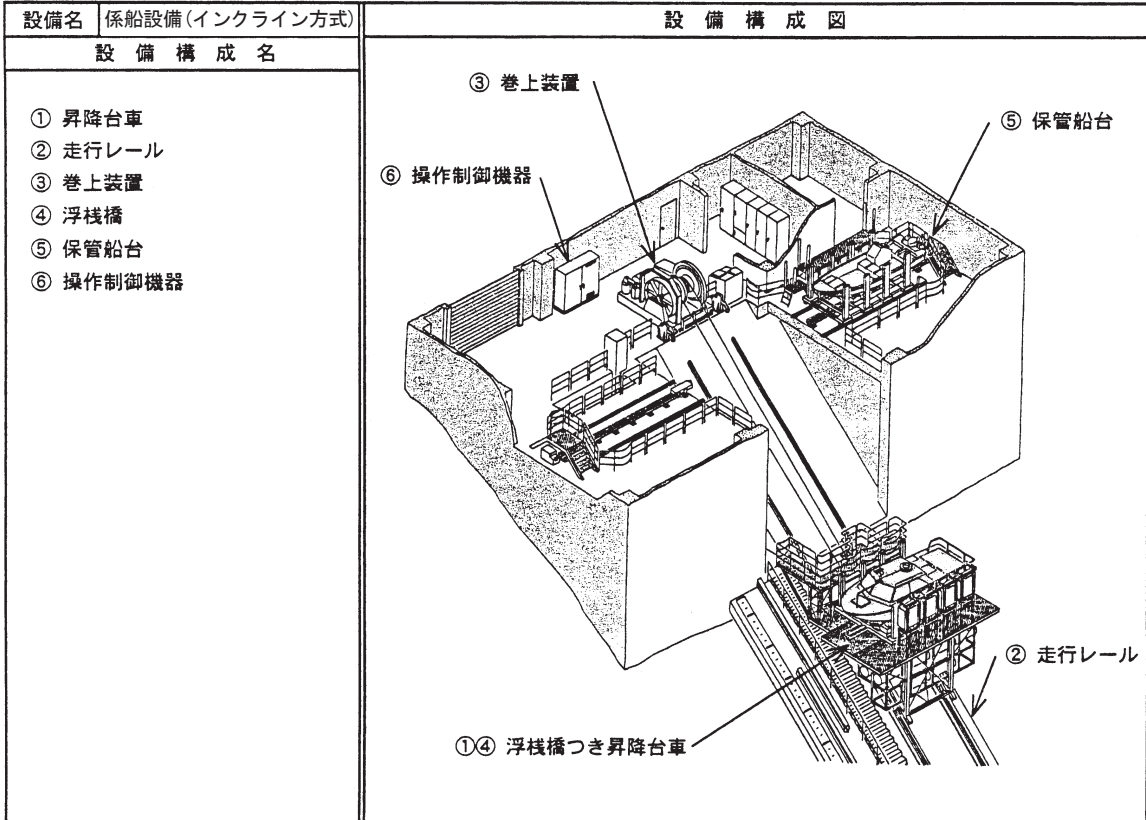 設備名 係船設備(インクライン方式)
設備構成名
① 昇降台車
② 走行レール
③ 巻上装置
④ 浮桟橋
⑤ 保管船台
⑥ 操作制御機器
設備構成図
③ 巻上装置
⑤ 保管船台
⑥ 操作制御機器
② 走行レール
①④ 浮桟橋つき昇降台車